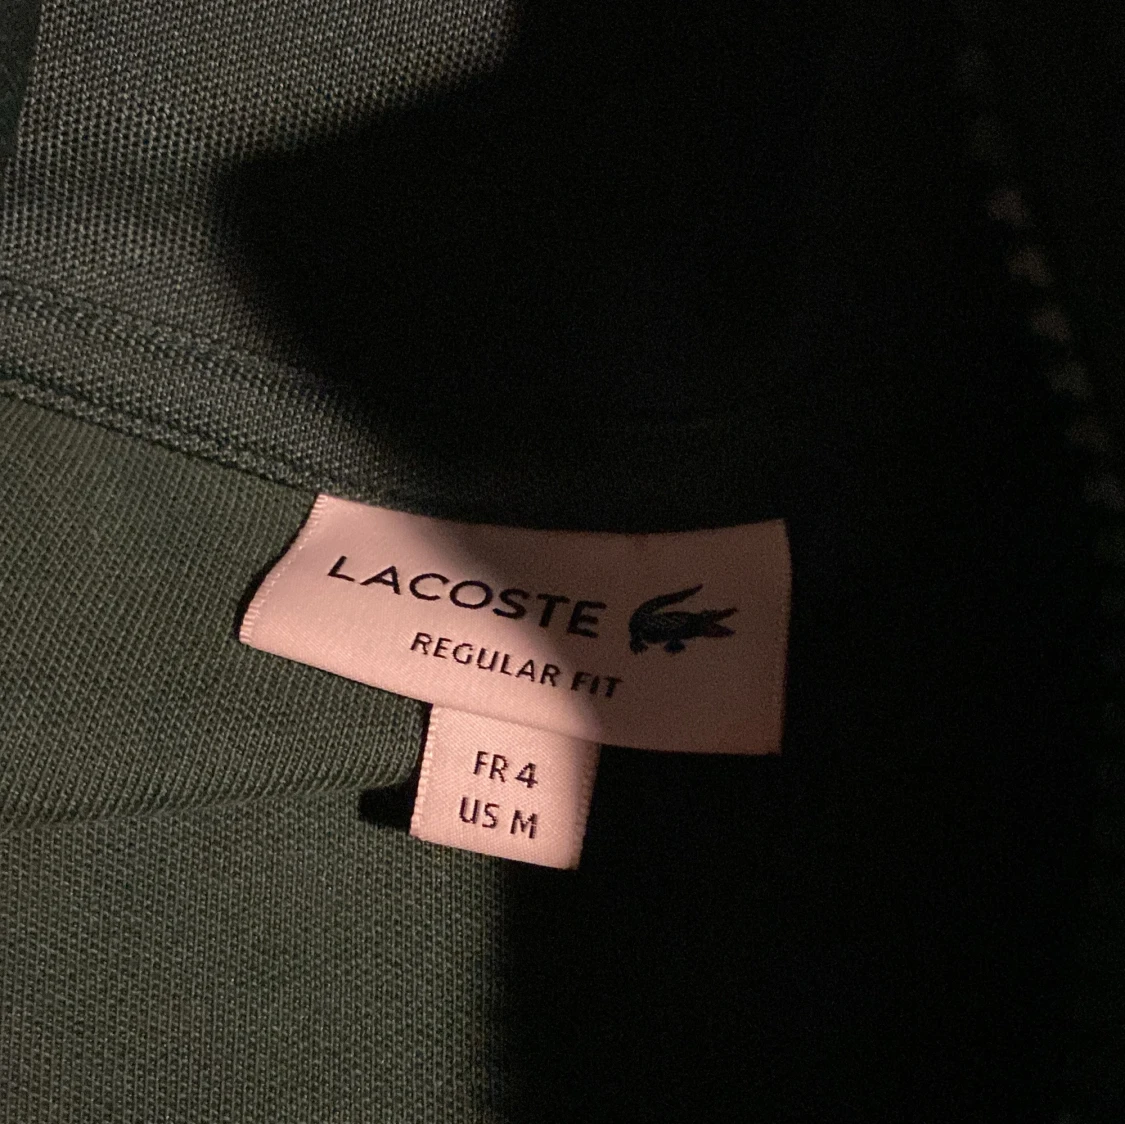 LACOSTE
REGULAR FIT
FR 4
US M